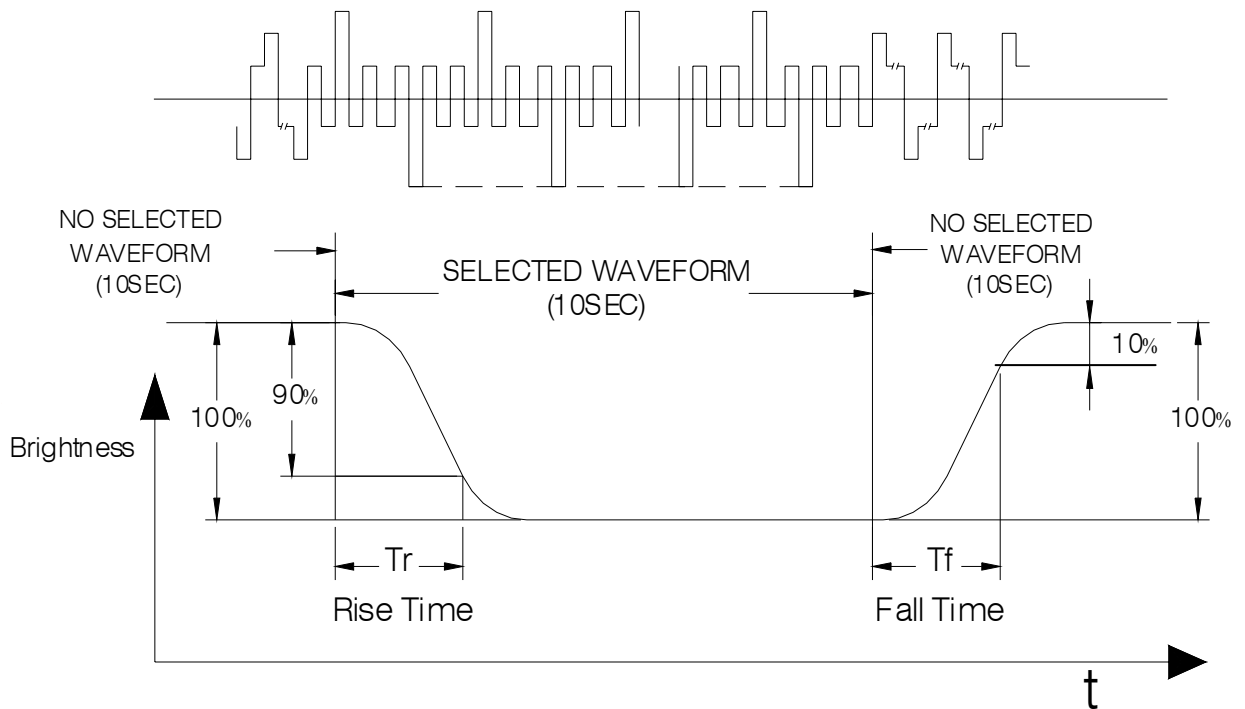 NO SELECTED
WAVEFORM
(10SEC)
SELECTED WAVEFORM
(10SEC)
NO SELECTED
WAVEFORM
(10SEC)
100%
90%
10%
100%
Brightness
Tr
Tf
Rise Time
Fall Time
t